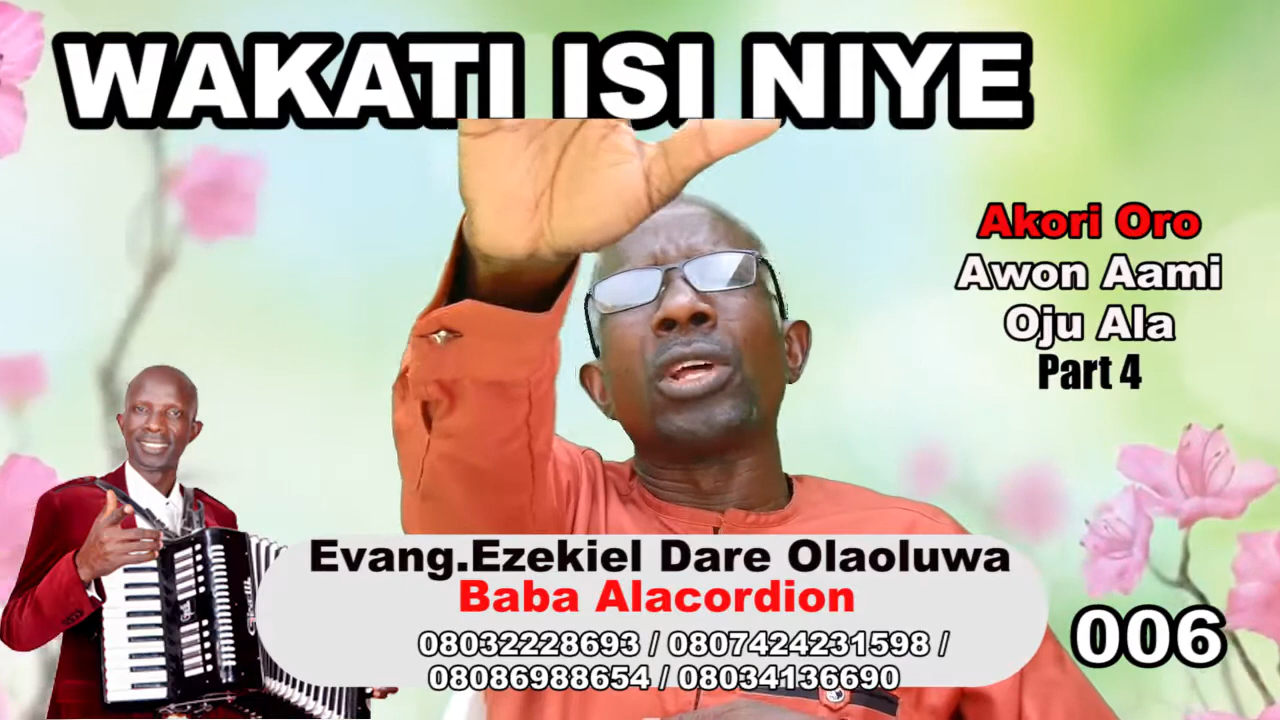 WAKATI ISI NIYE
Akori Oro
Awon Aami
Oju Ala
Part 4
Evang.Ezekiel Dare Olaoluwa
Baba Alacordion
08032228693 / 0807424231598 /
08086988654 / 08034136690
006